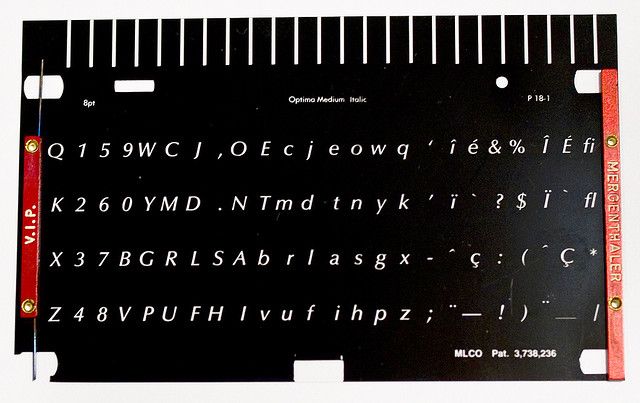 8pt Optima Medium Italic P 18-1
Q 1 5 9 W C J , O E c j e o w q ‘ î é & % Î É fi
K 2 6 0 Y M D . N T m d t n y k ’ ï ` ? $ Ï ` fl
X 3 7 B G R L S A b r l a s g x - ˆ ç : ( ˆ Ç *
Z 4 8 V P U F H I v u f i h p z ; ¨ — ! ) ¨ _ /
V.I.P.
MERGENTHALER
MLCO Pat. 3,738,236